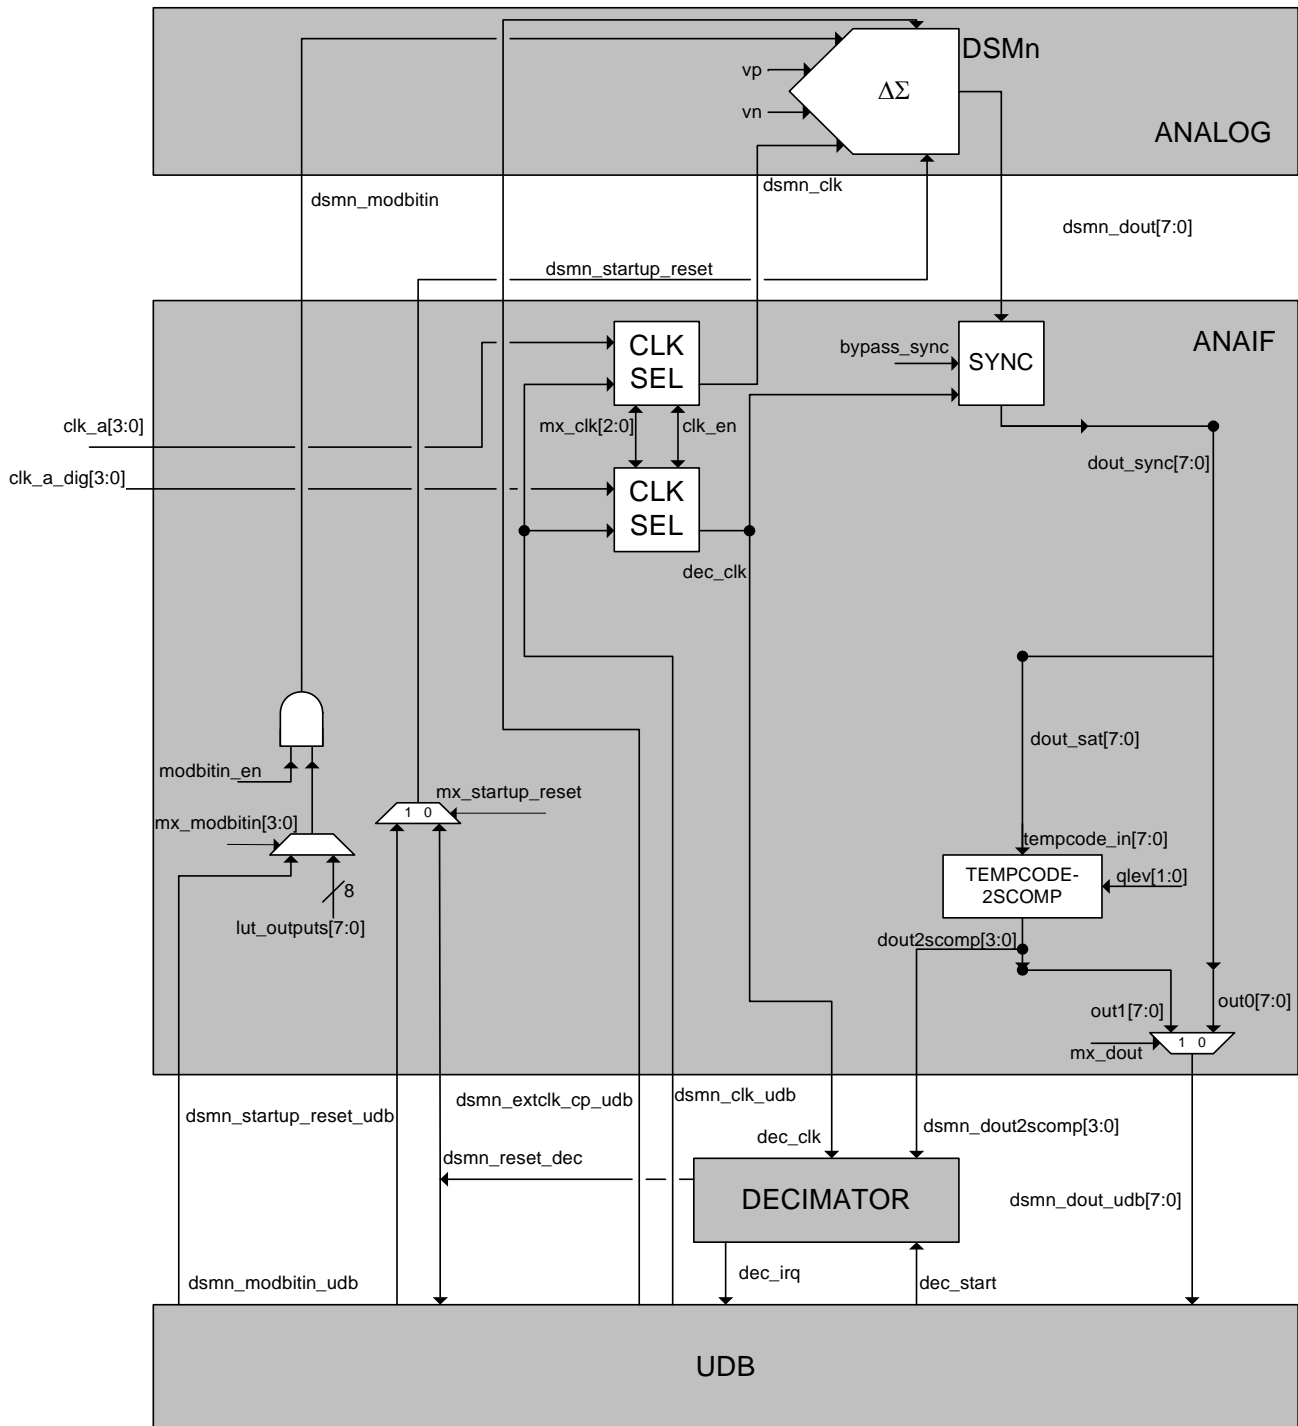 DSMn
vp
ΔΣ
vn
ANALOG
dsmn_clk
dsmn_modbitin
dsmn_dout[7:0]
dsmn_startup_reset
ANAIF
CLK
SEL
bypass_sync
SYNC
clk_a[3:0]
mx_clk[2:0]
clk_en
dout_sync[7:0]
clk_a_dig[3:0]
CLK
SEL
dec_clk
dout_sat[7:0]
modbitin_en
mx_startup_reset
1 0
mx_modbitin[3:0]
tempcode_in[7:0]
TEMPCODE-
2SCOMP
qlev[1:0]
8
lut_outputs[7:0]
dout2scomp[3:0]
out1[7:0]
out0[7:0]
1 0
mx_dout
dsmn_startup_reset_udb
dsmn_extclk_cp_udb
dsmn_clk_udb
dec_clk
dsmn_dout2scomp[3:0]
dsmn_reset_dec
DECIMATOR
dsmn_dout_udb[7:0]
dsmn_modbitin_udb
dec_irq
dec_start
UDB